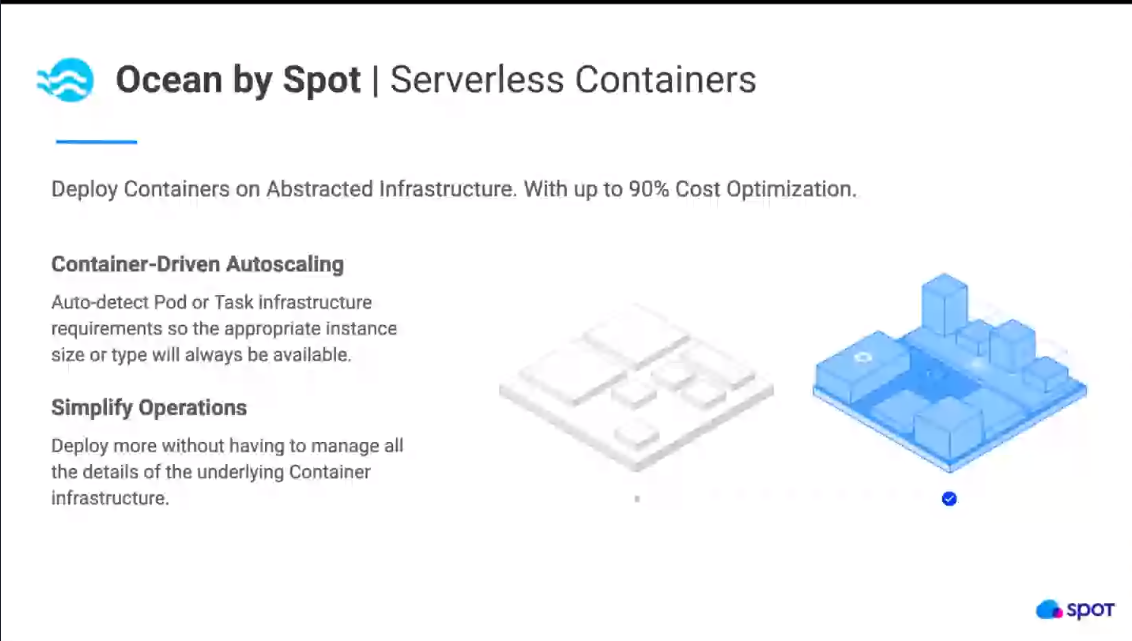 Ocean by Spot | Serverless Containers
Deploy Containers on Abstracted Infrastructure. With up to 90% Cost Optimization.
Container-Driven Autoscaling
Auto-detect Pod or Task infrastructure
requirements so the appropriate instance
size or type will always be available.
Simplify Operations
Deploy more without having to manage all
the details of the underlying Container
infrastructure.
spot